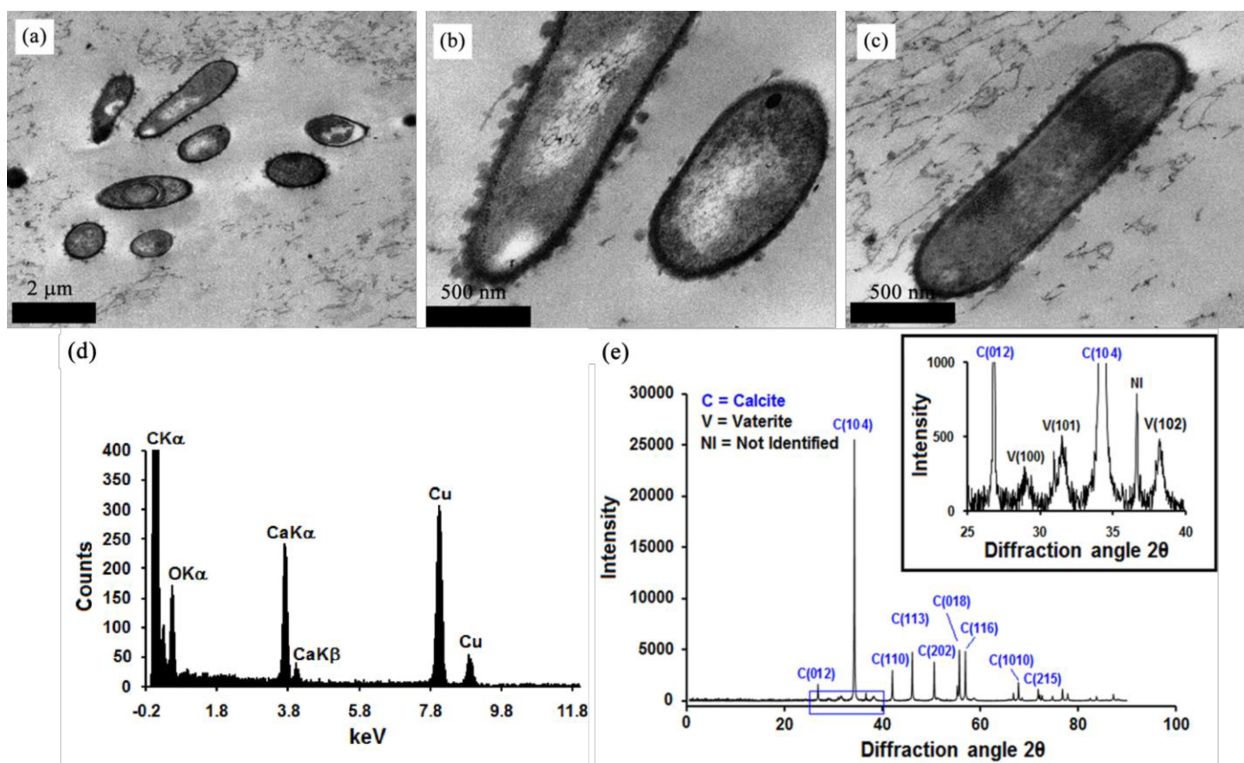 (a)
2 μm
(b)
500 nm
(c)
500 nm
(d)
CKα
OKα
CaKα
CaKβ
Cu
Cu
400
350
300
250
200
150
100
50
0
-0.2 1.8 3.8 5.8 7.8 9.8 11.8
Counts
keV
(e)
C = Calcite
V = Vaterite
NI = Not Identified
C(104)
C(012)
C(110)
C(113)
C(202)
C(018)
C(116)
C(1010)
C(215)
30000
25000
20000
15000
10000
5000
0
0 20 40 60 80 100
Intensity
Diffraction angle 2θ
C(012)
C(104)
NI
V(100)
V(101)
V(102)
1000
500
0
25 30 35 40
Intensity
Diffraction angle 2θ